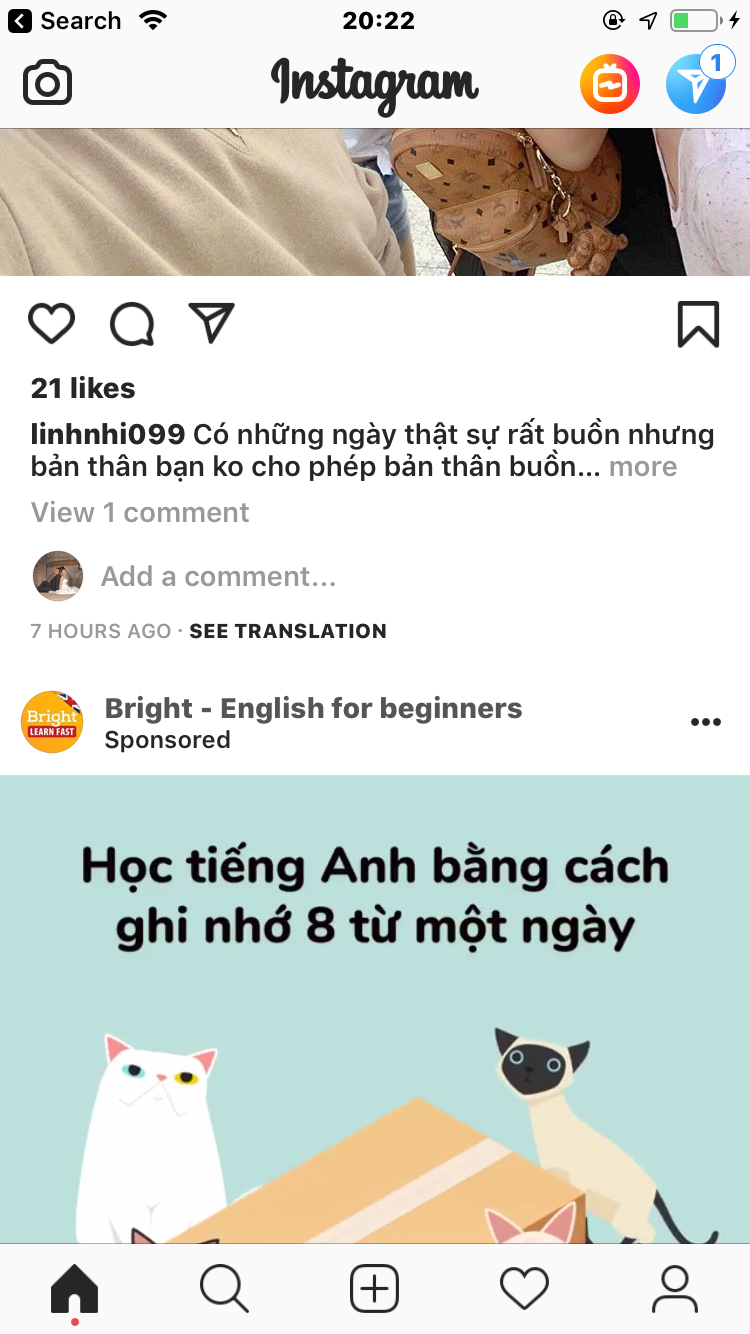 Search
20:22
Instagram
1
21 likes
linhnhi099 Có những ngày thật sự rất buồn nhưng
bản thân bạn ko cho phép bản thân buồn... more
View 1 comment
Add a comment...
7 HOURS AGO · SEE TRANSLATION
Bright
LEARN FAST
Bright - English for beginners
Sponsored
Học tiếng Anh bằng cách
ghi nhớ 8 từ một ngày